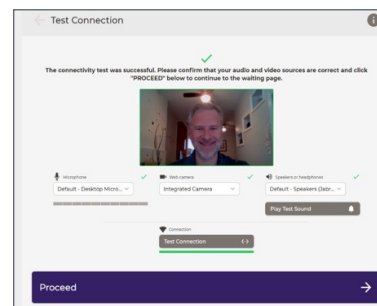 Test Connection
The connectivity test was successful. Please confirm that your audio and video sources are correct and click
"PROCEED" below to continue to the waiting page.
Microphone
Web camera
Speakers or headphones
Default - Desktop Micro...
Integrated Camera
Default - Speakers (Jabr...
Play Test Sound
Connection
Test Connection
Proceed